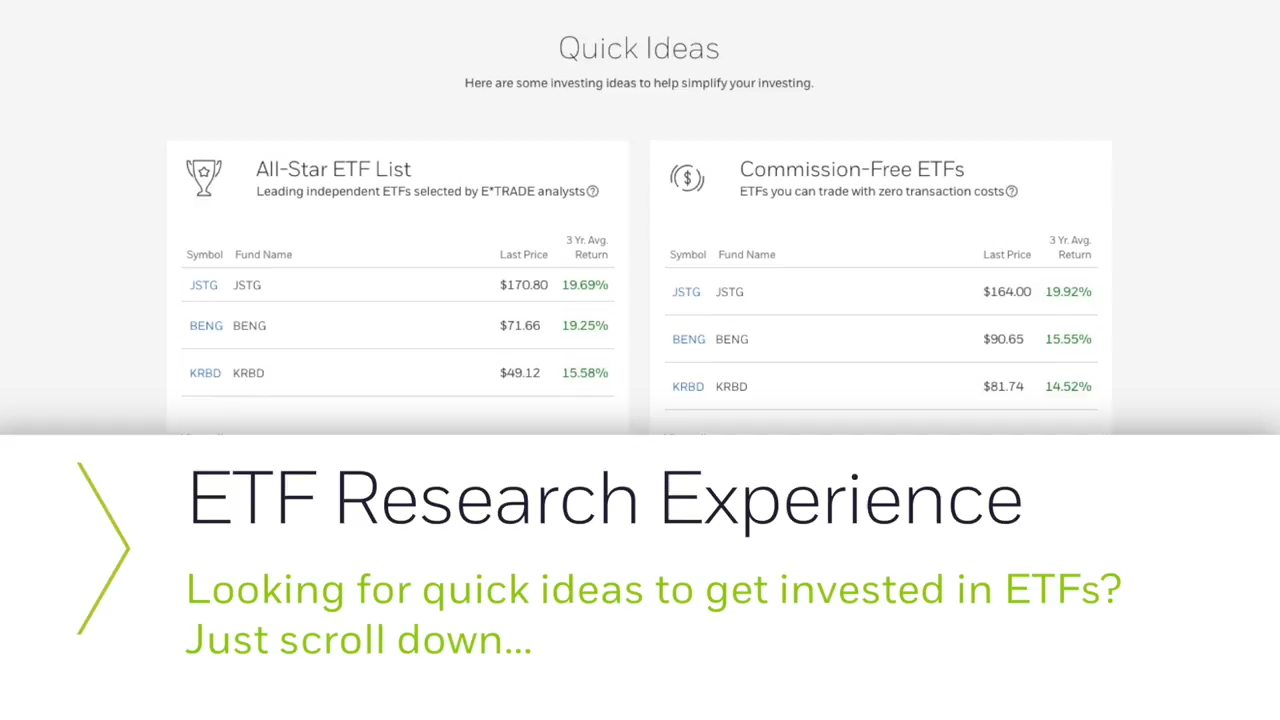 Quick Ideas
Here are some investing ideas to help simplify your investing.
All-Star ETF List
Leading independent ETFs selected by E*TRADE analysts?
Symbol Fund Name Last Price 3 Yr. Avg. Return
JSTG JSTG $170.80 19.69%
BENG BENG $71.66 19.25%
KRBD KRBD $49.12 15.58%
Commission-Free ETFs
ETFs you can trade with zero transaction costs?
Symbol Fund Name Last Price 3 Yr. Avg. Return
JSTG JSTG $164.00 19.92%
BENG BENG $90.65 15.55%
KRBD KRBD $81.74 14.52%
ETF Research Experience
Looking for quick ideas to get invested in ETFs?
Just scroll down...